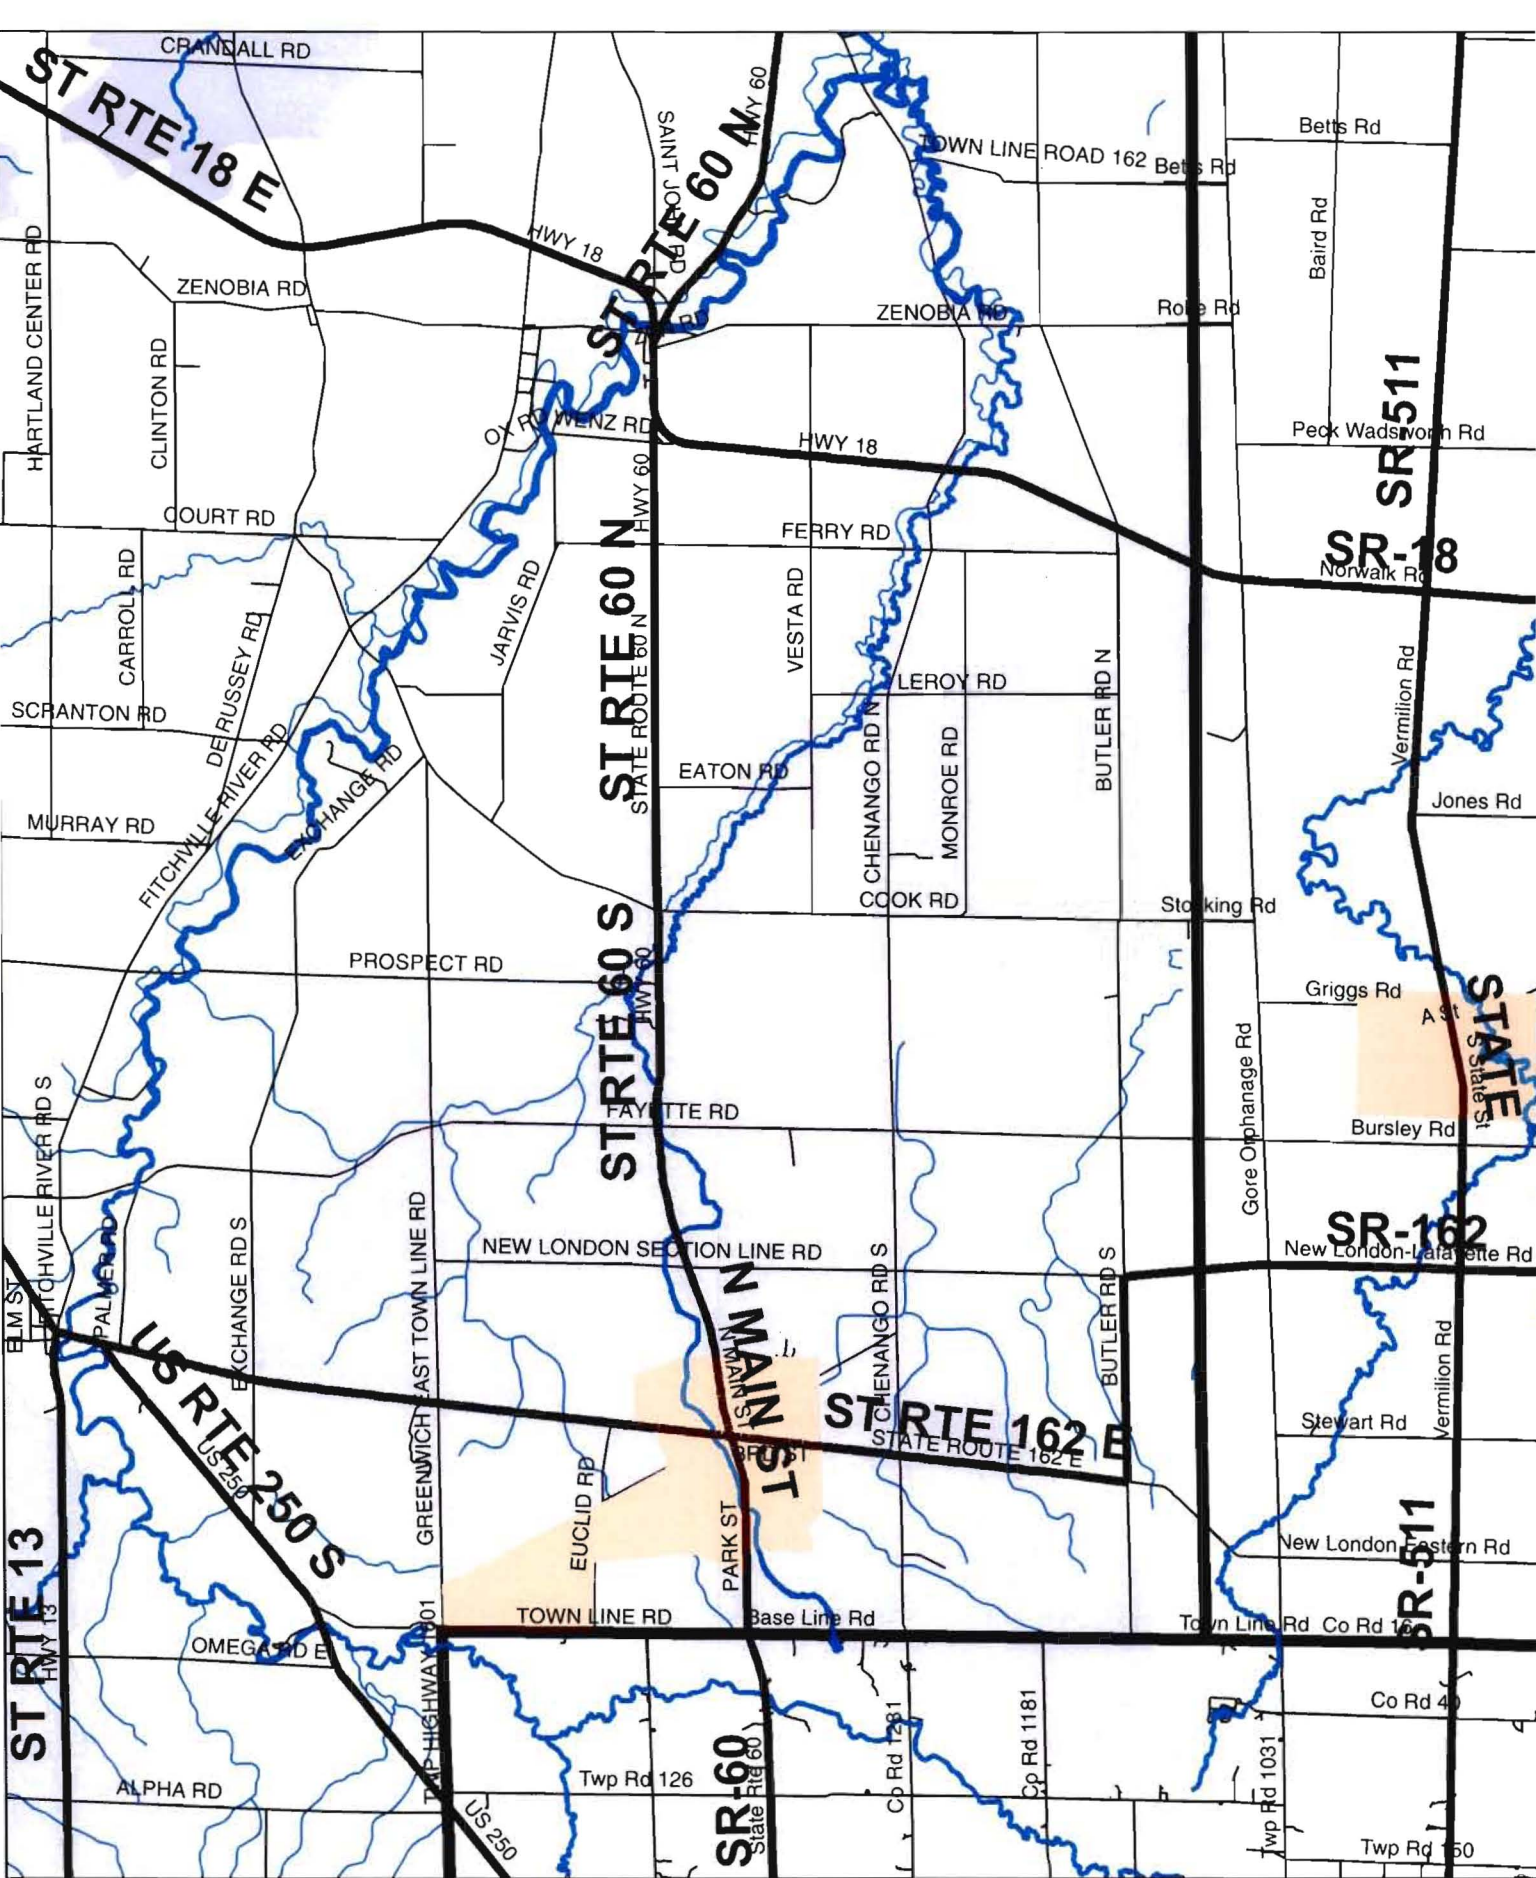 CRANDALL RD
ST RTE 18 E
HWY 60
SAINT JOHN RD
ST RTE 60 N
TOWN LINE ROAD 162
Betts Rd
Betts Rd
Baird Rd
HARTLAND CENTER RD
HWY 18
ZENOBIA RD
ZENOBIA RD
RD
Robe Rd
CLINTON RD
SR-511
OX RD
WENZ RD
HWY 18
Peck Wadsworth Rd
HWY 60
COURT RD
FERRY RD
SR-18
Norwalk Rd
CARROLL RD
JARVIS RD
ST RTE 60 N
STATE ROUTE 60 N
VESTA RD
DE RUSSEY RD
LEROY RD
BUTLER RD N
Vermilion Rd
SCRANTON RD
FITCHVILLE RIVER RD
EXCHANGE RD
EATON RD
CHENANGO RD N
MONROE RD
Jones Rd
MURRAY RD
COOK RD
Stocking Rd
ST RTE 60 S
HWY 60
PROSPECT RD
Griggs Rd
A St
STATE
S State St
Gore Orphanage Rd
FITCHVILLE RIVER RD S
FAYETTE RD
Bursley Rd
PALMER RD
EXCHANGE RD S
GREENWICH EAST TOWN LINE RD
NEW LONDON SECTION LINE RD
SR-162
New London-Lafayette Rd
CHENANGO RD S
BUTLER RD S
ELM ST
N MAIN ST
N MAIN ST
US RTE 250 S
US 250
ST RTE 162 E
STATE ROUTE 162 E
Stewart Rd
Vermilion Rd
EUCLID RD
PARK ST
New London Eastern Rd
SR-511
ST RTE 13
HWY 13
TOWN LINE RD
Base Line Rd
Town Line Rd
Co Rd 16
OMEGA RD E
TWP HIGHWAY 1601
Co Rd 40
SR-60
State Rte 60
Co Rd 1281
Co Rd 1181
Twp Rd 1031
ALPHA RD
Twp Rd 126
US 250
Twp Rd 150